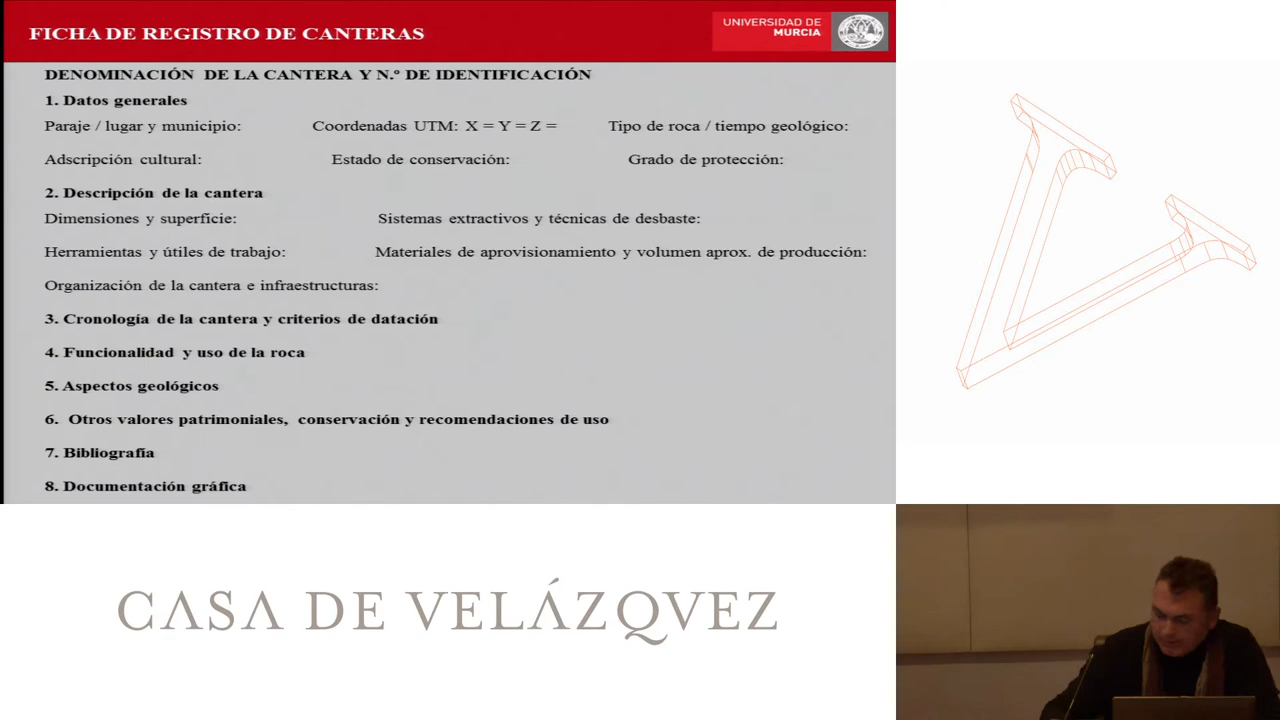 FICHA DE REGISTRO DE CANTERAS
UNIVERSIDAD DE
MURCIA
DENOMINACIÓN DE LA CANTERA Y N.º DE IDENTIFICACIÓN
1. Datos generales
Paraje / lugar y municipio: Coordenadas UTM: X = Y = Z = Tipo de roca / tiempo geológico:
Adscripción cultural: Estado de conservación: Grado de protección:
2. Descripción de la cantera
Dimensiones y superficie: Sistemas extractivos y técnicas de desbaste:
Herramientas y útiles de trabajo: Materiales de aprovisionamiento y volumen aprox. de producción:
Organización de la cantera e infraestructuras:
3. Cronología de la cantera y criterios de datación
4. Funcionalidad y uso de la roca
5. Aspectos geológicos
6. Otros valores patrimoniales, conservación y recomendaciones de uso
7. Bibliografía
8. Documentación gráfica
V
CASA DE VELÁZQVEZ